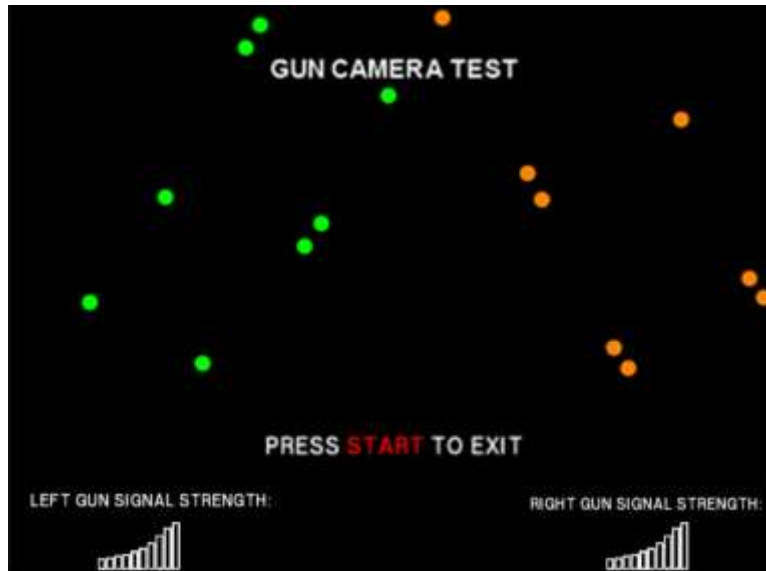 GUN CAMERA TEST
PRESS START TO EXIT
LEFT GUN SIGNAL STRENGTH:
RIGHT GUN SIGNAL STRENGTH: